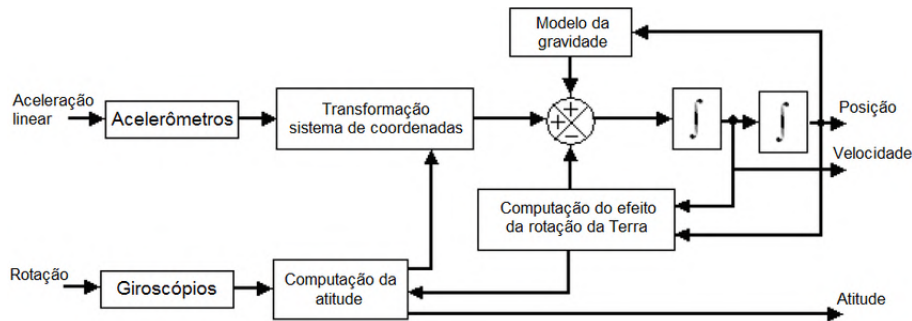 Modelo da
gravidade
Aceleração
linear
Acelerômetros
Transformação
sistema de coordenadas
+
+
−
∫
∫
Posição
Velocidade
Computação do efeito
da rotação da Terra
Rotação
Giroscópios
Computação da
atitude
Atitude